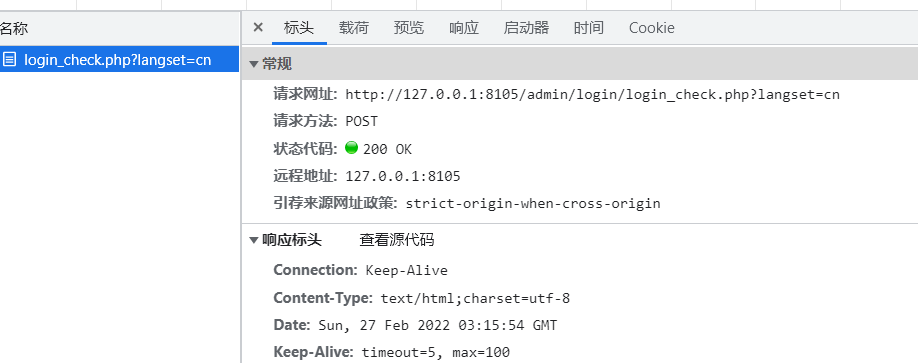 名称
login_check.php?langset=cn
× 标头 载荷 预览 响应 启动器 时间 Cookie
常规
请求网址: http://127.0.0.1:8105/admin/login/login_check.php?langset=cn
请求方法: POST
状态代码: 200 OK
远程地址: 127.0.0.1:8105
引荐来源网址政策: strict-origin-when-cross-origin
响应标头 查看源代码
Connection: Keep-Alive
Content-Type: text/html;charset=utf-8
Date: Sun, 27 Feb 2022 03:15:54 GMT
Keep-Alive: timeout=5, max=100